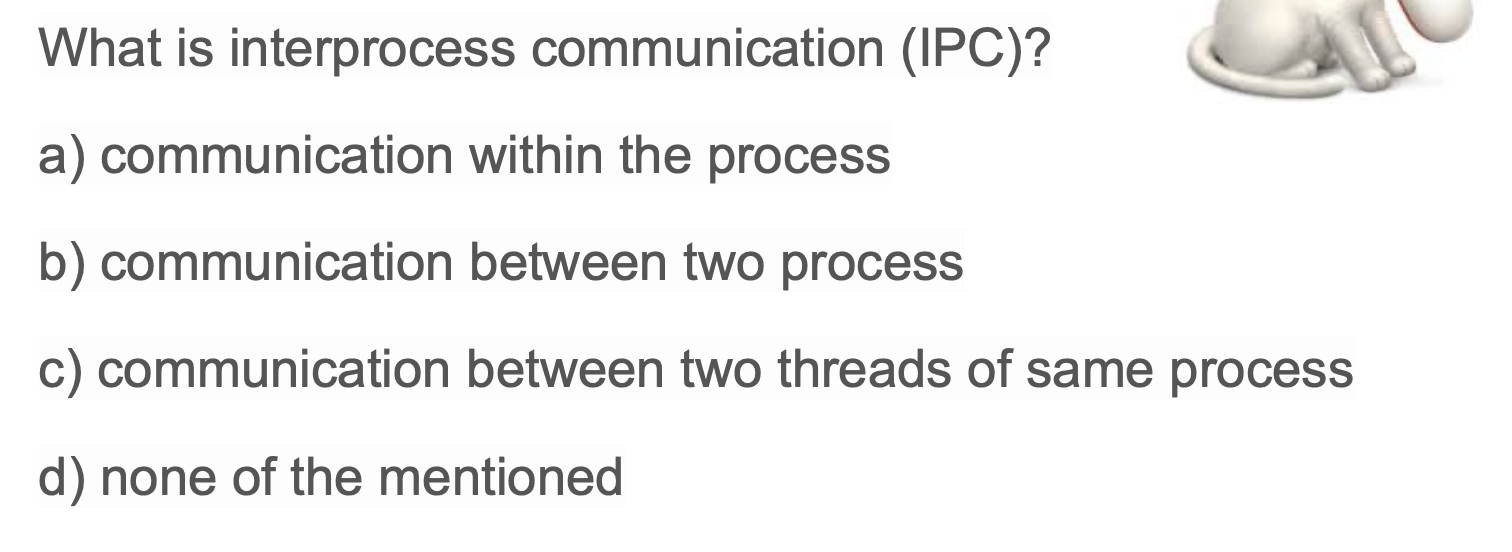 What is interprocess communication (IPC)?
a) communication within the process
b) communication between two process
c) communication between two threads of same process
d) none of the mentioned